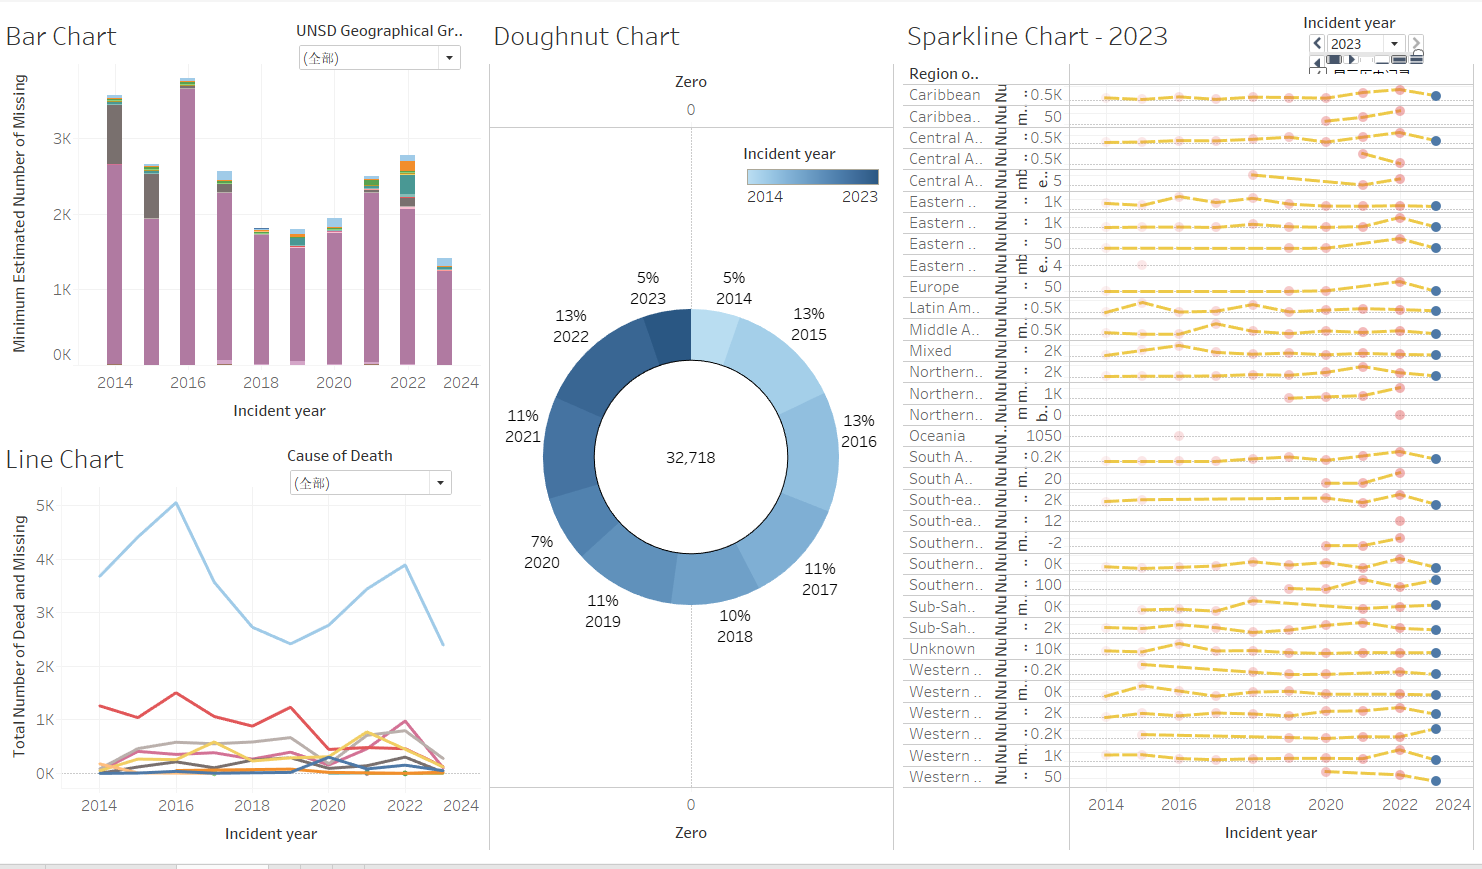 Bar Chart
UNSD Geographical Gr..
(全部)
Minimum Estimated Number of Missing
3K
2K
1K
0K
2014
2016
2018
2020
2022
2024
Incident year
Line Chart
Cause of Death
(全部)
Total Number of Dead and Missing
5K
4K
3K
2K
1K
0K
2014
2016
2018
2020
2022
2024
Incident year
Doughnut Chart
Zero
0
Incident year
2014
2023
5%
2023
5%
2014
13%
2022
13%
2015
11%
2021
13%
2016
32,718
7%
2020
11%
2017
11%
2019
10%
2018
0
Zero
Sparkline Chart - 2023
Incident year
2023
Region o..
Caribbean 0.5K
Caribbea.. 50
Central A.. 0.5K
Central A.. 0.5K
Central A.. 5
Eastern .. 1K
Eastern .. 1K
Eastern .. 50
Eastern .. 4
Europe 50
Latin Am.. 0.5K
Middle A.. 0.5K
Mixed 2K
Northern.. 2K
Northern.. 1K
Northern.. 0
Oceania 1050
South A.. 0.2K
South A.. 20
South-ea.. 2K
South-ea.. 12
Southern.. -2
Southern.. 0K
Southern.. 100
Sub-Sah.. 0K
Sub-Sah.. 2K
Unknown 10K
Western .. 0.2K
Western .. 0K
Western .. 2K
Western .. 0.2K
Western .. 1K
Western .. 50
2014
2016
2018
2020
2022
2024
Incident year